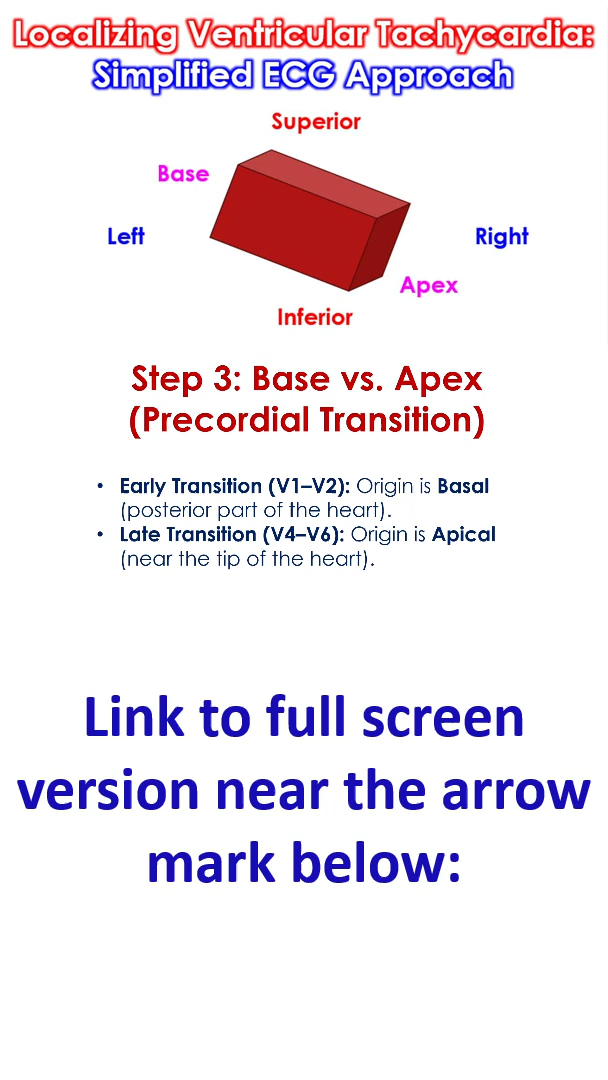 Localizing Ventricular Tachycardia:
Simplified ECG Approach
Superior
Base
Left
Right
Apex
Inferior
Step 3: Base vs. Apex
(Precordial Transition)
• Early Transition (V1–V2): Origin is Basal
(posterior part of the heart).
• Late Transition (V4–V6): Origin is Apical
(near the tip of the heart).
Link to full screen
version near the arrow
mark below: